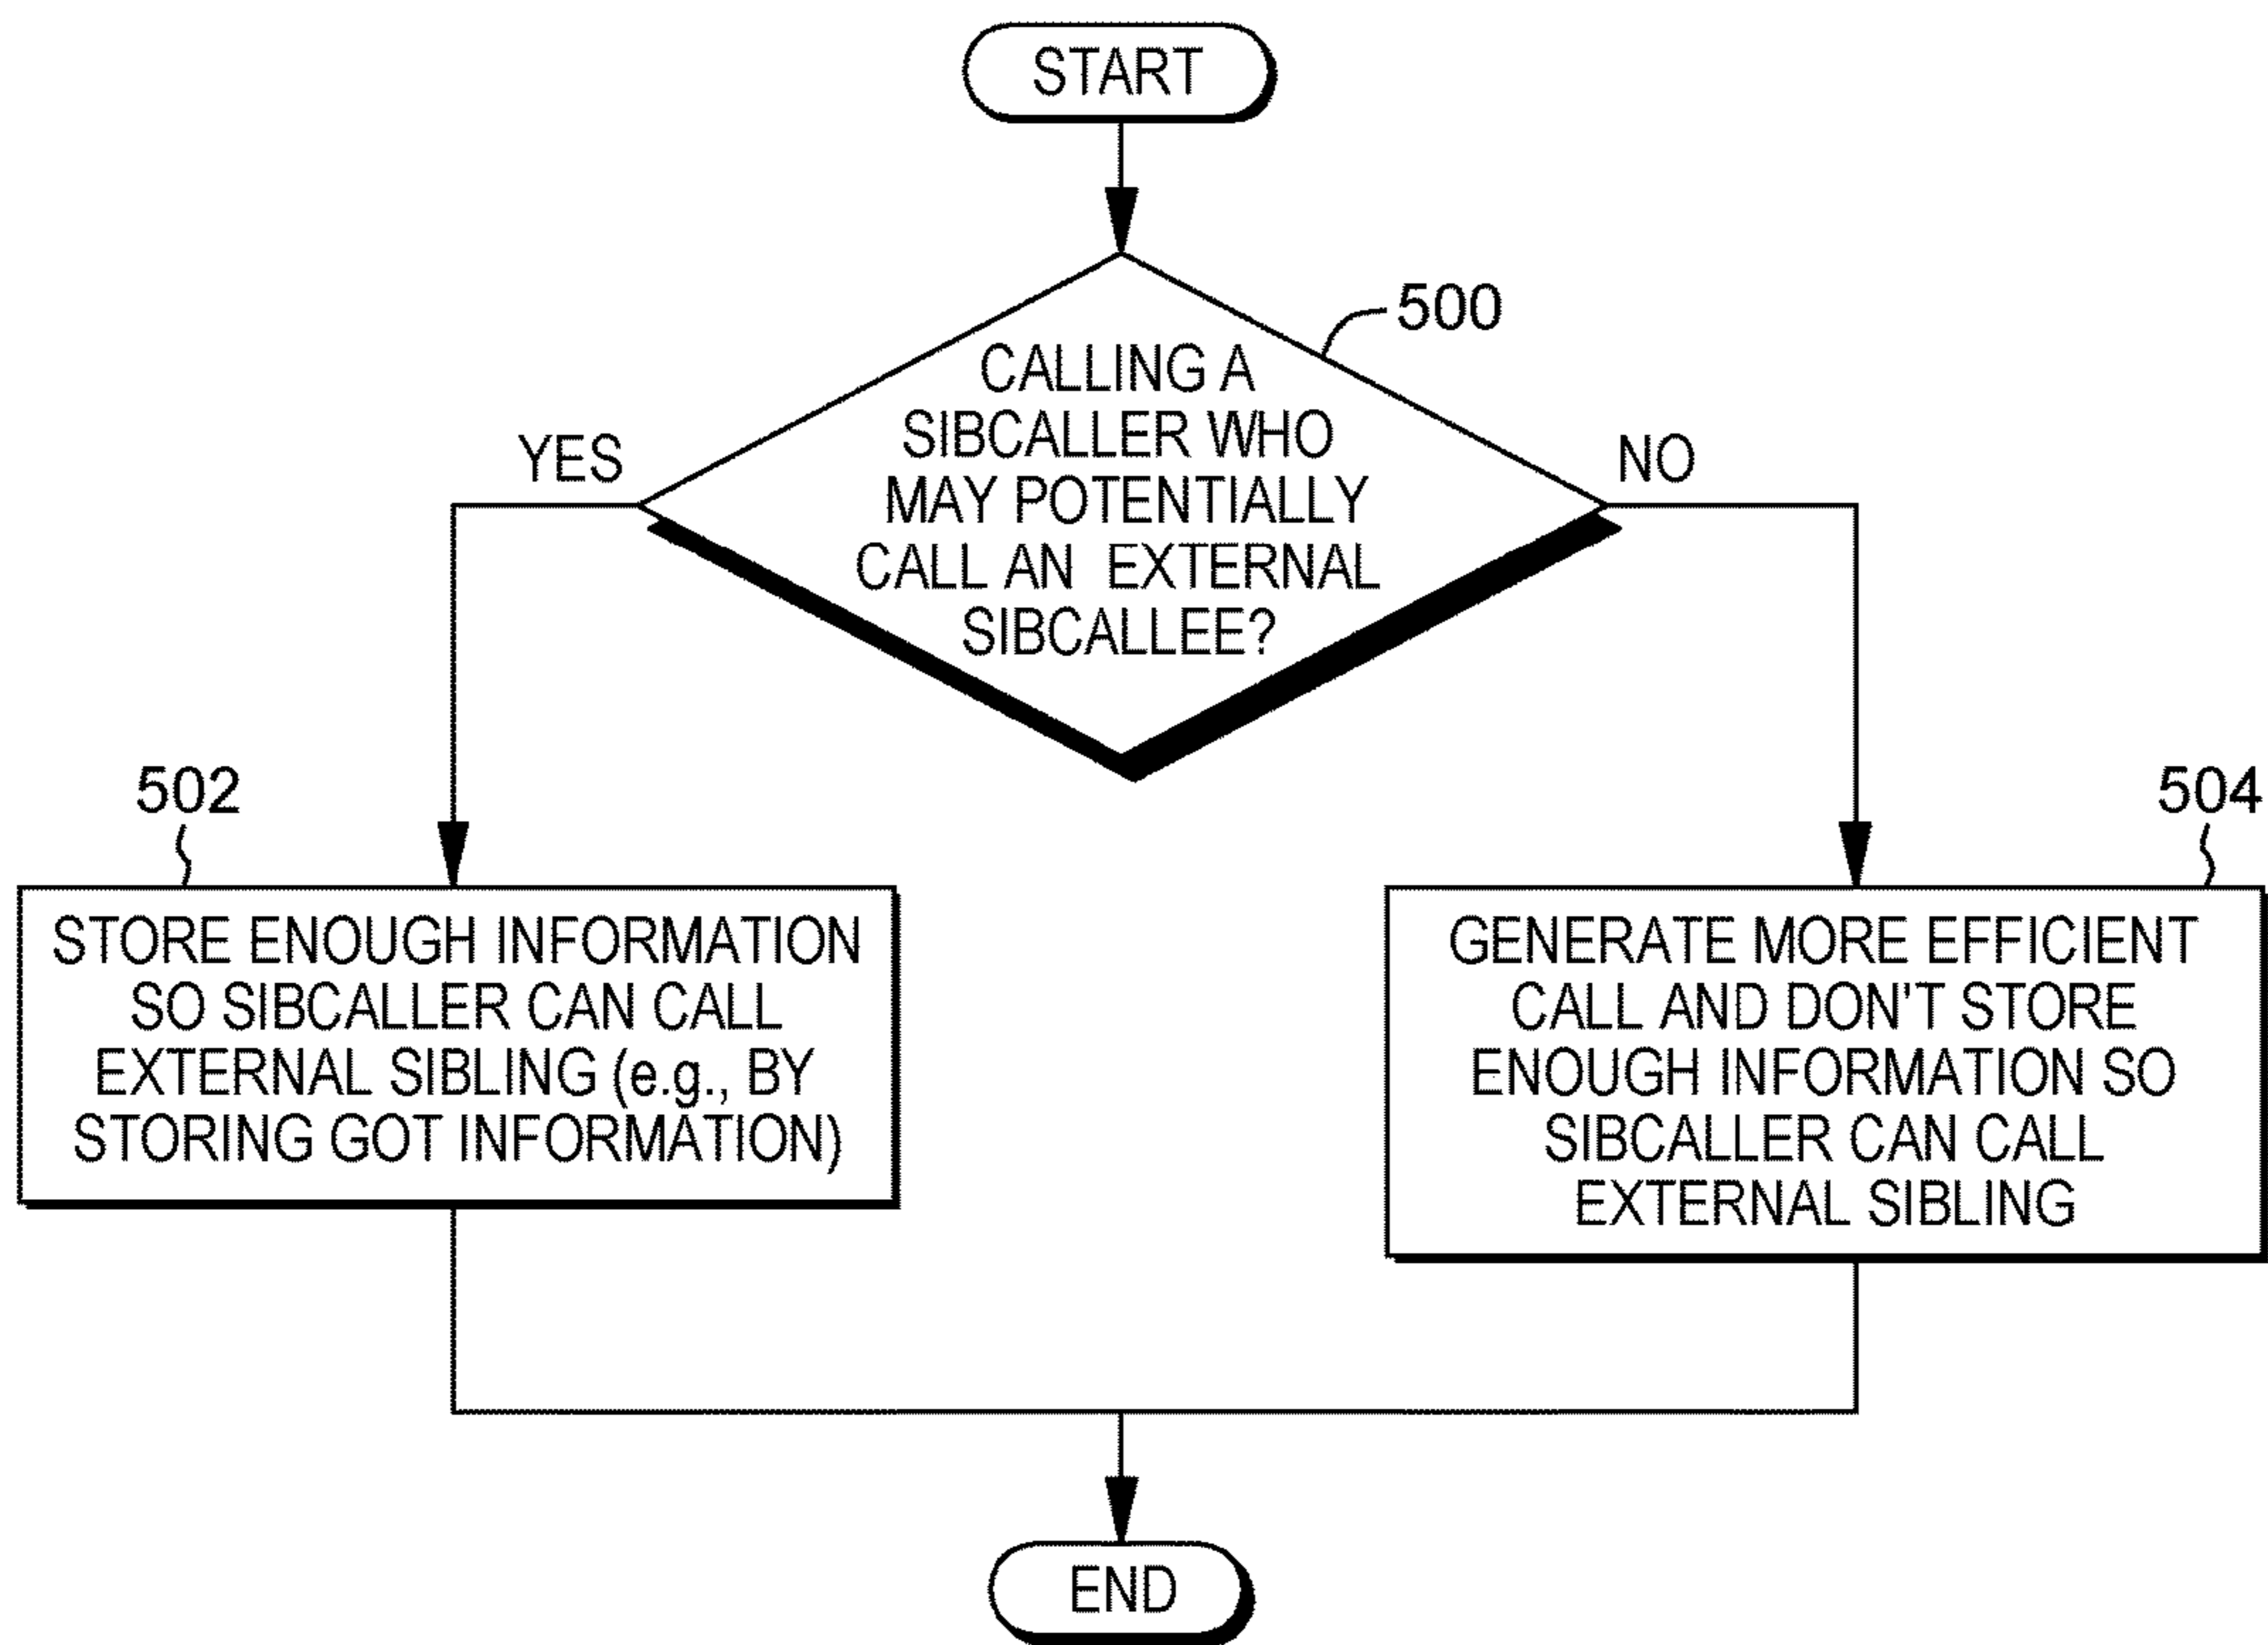 START
500
CALLING A
SIBCALLER WHO
MAY POTENTIALLY
CALL AN EXTERNAL
SIBCALLEE?
YES
NO
502
STORE ENOUGH INFORMATION
SO SIBCALLER CAN CALL
EXTERNAL SIBLING (e.g., BY
STORING GOT INFORMATION)
504
GENERATE MORE EFFICIENT
CALL AND DON'T STORE
ENOUGH INFORMATION SO
SIBCALLER CAN CALL
EXTERNAL SIBLING
END